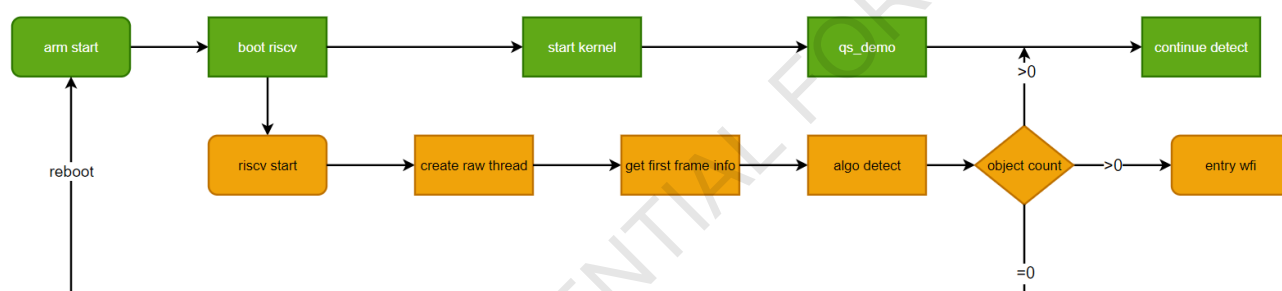 arm start
boot riscv
start kernel
qs_demo
continue detect
>0
riscv start
create raw thread
get first frame info
algo detect
object count
>0
entry wfi
reboot
=0